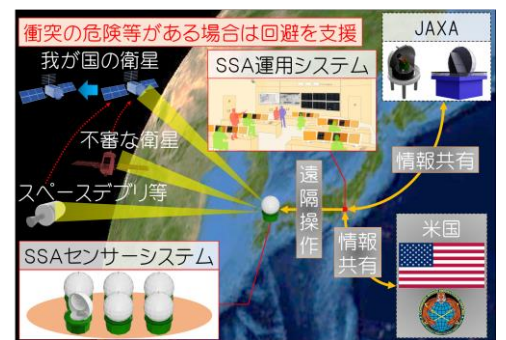 衝突の危険等がある場合は回避を支援
JAXA
我が国の衛星
SSA運用システム
不審な衛星
情報共有
スペースデブリ等
遠隔操作
情報
共有
米国
SSAセンサーシステム